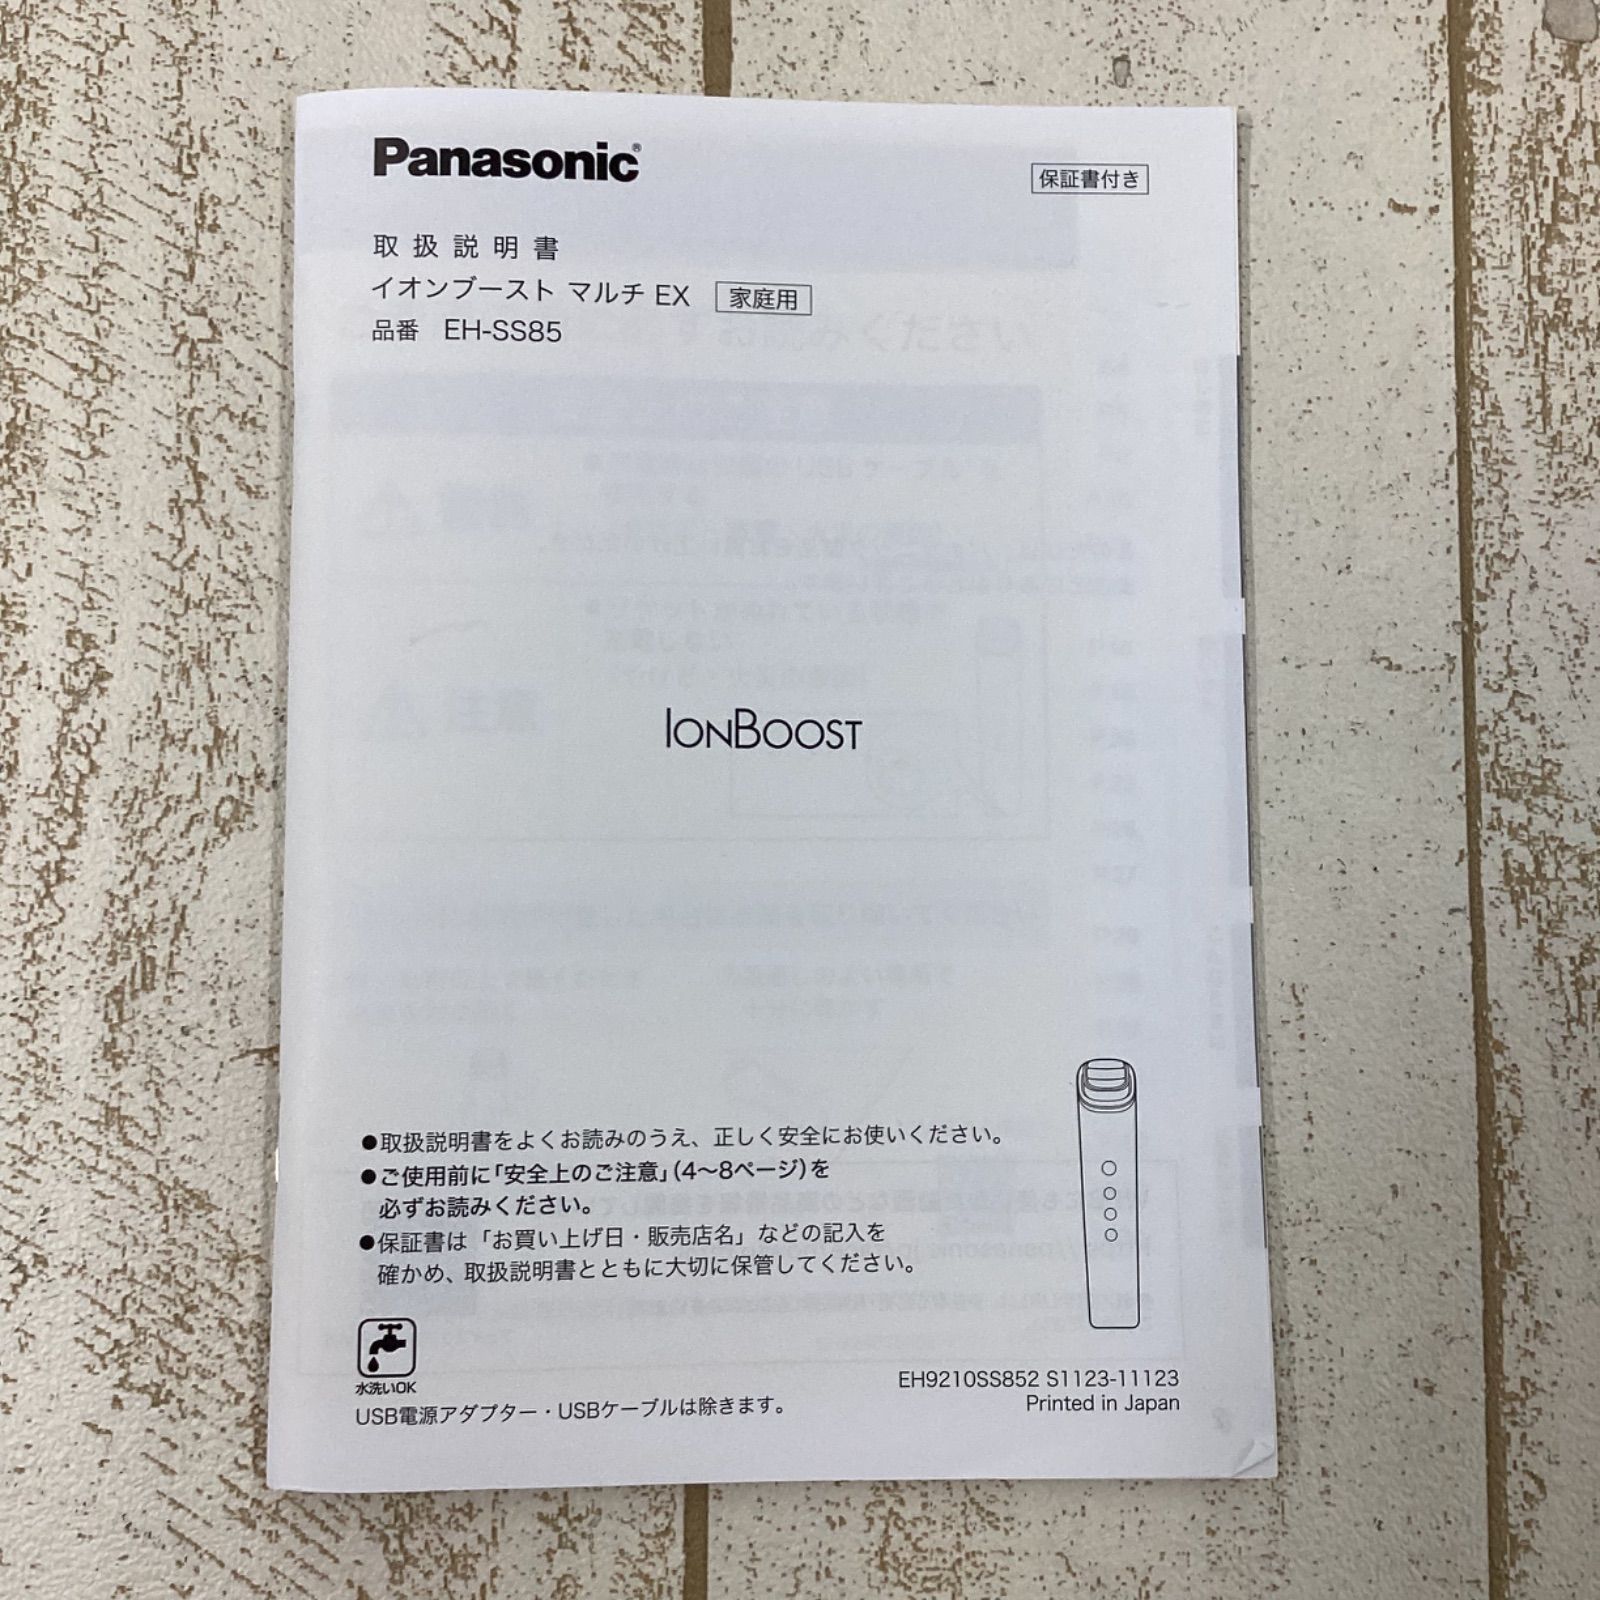 Panasonic®
保証書付き
取扱説明書
イオンブースト マルチ EX 家庭用
品番 EH-SS85
IONBOOST
●取扱説明書をよくお読みのうえ、正しく安全にお使いください。
●ご使用前に「安全上のご注意」(4～8ページ)を
必ずお読みください。
●保証書は「お買い上げ日・販売店名」などの記入を
確かめ、取扱説明書とともに大切に保管してください。
水洗いOK
USB電源アダプター・USBケーブルは除きます。
EH9210SS852 S1123-11123
Printed in Japan